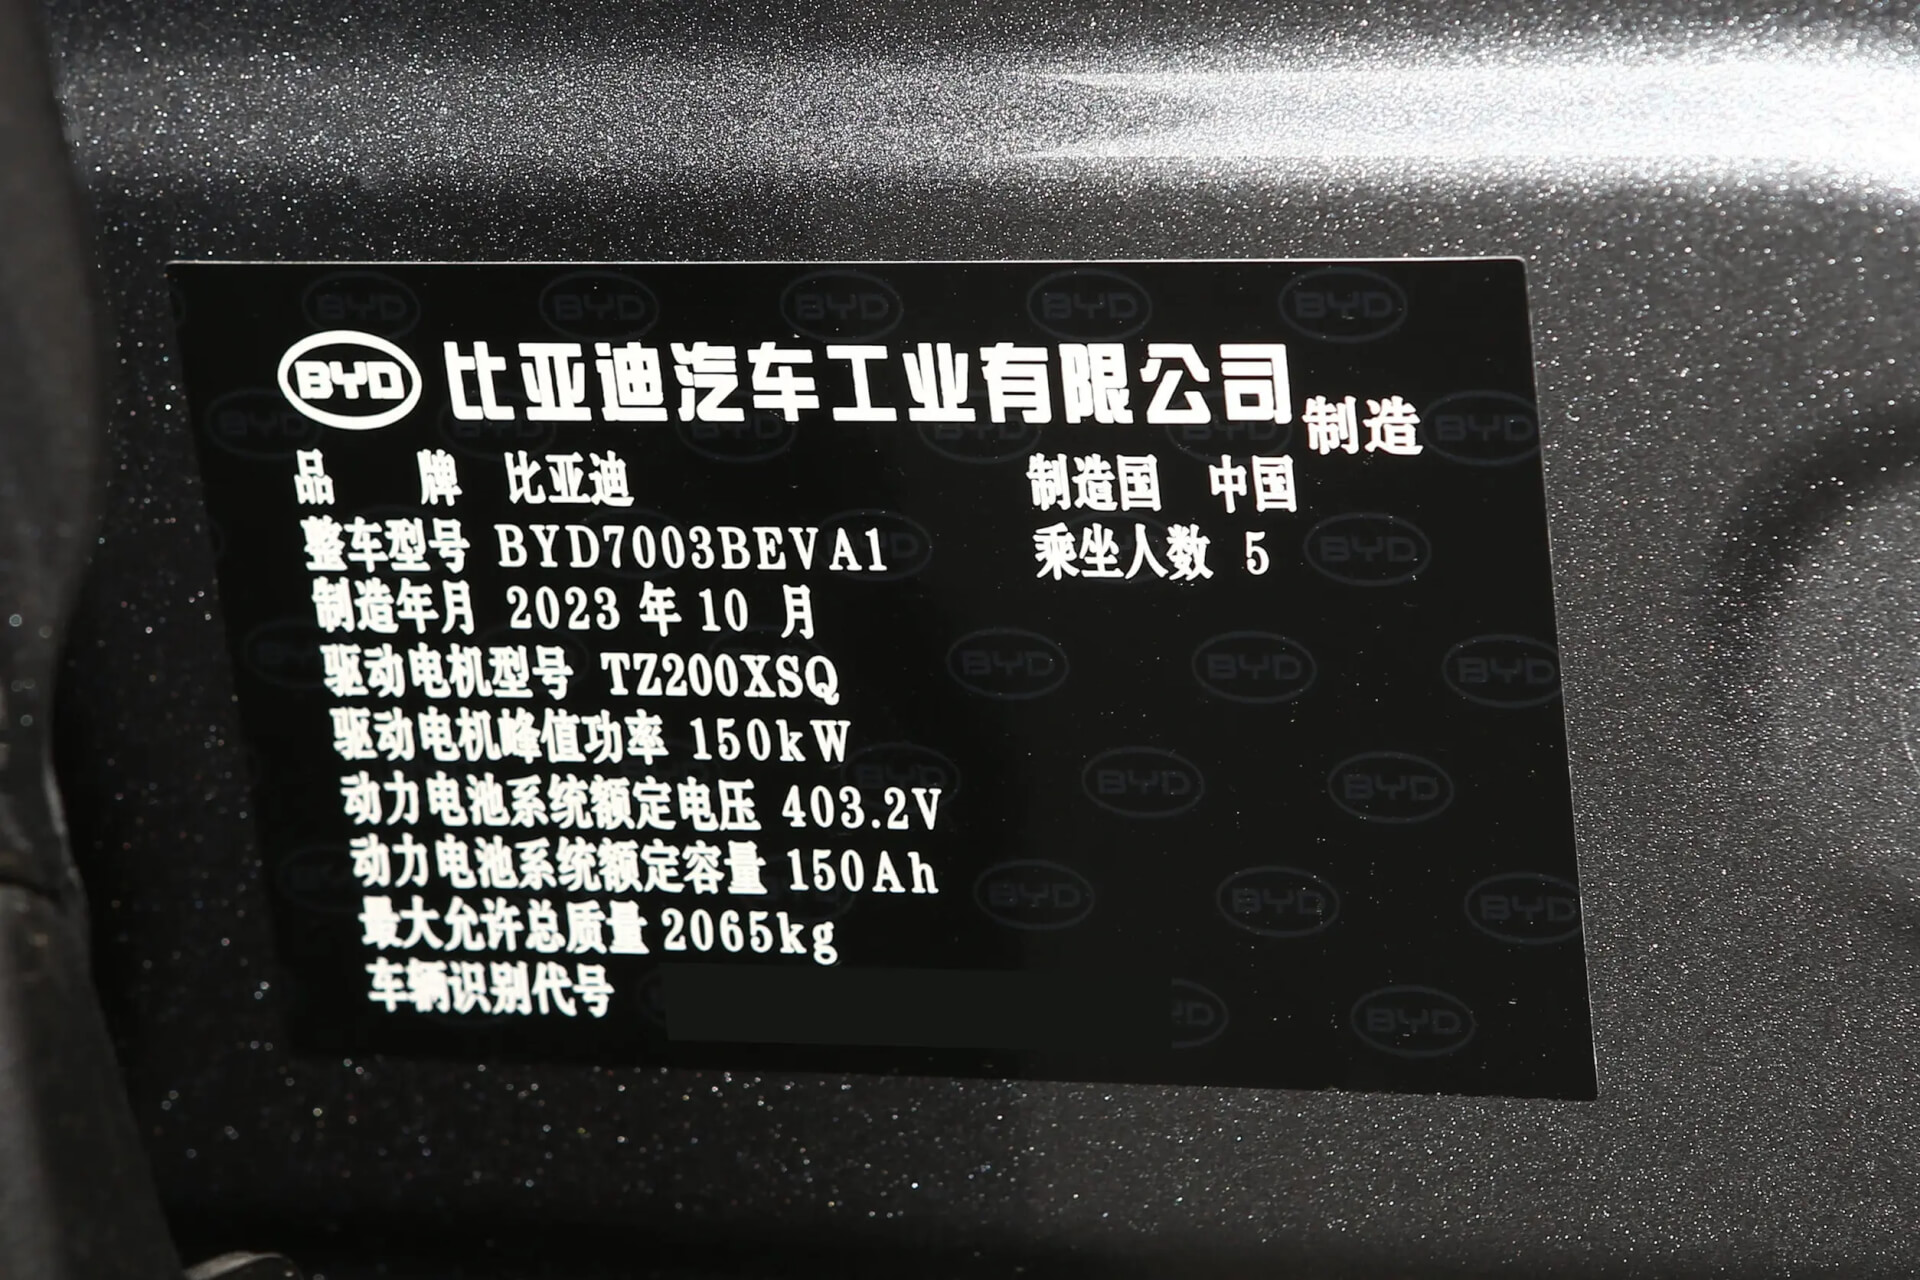 BYD 比亚迪汽车工业有限公司 制造
品 牌 比亚迪 制造国 中国
整车型号 BYD7003BEVA1 乘坐人数 5
制造年月 2023 年 10 月
驱动电机型号 TZ200XSQ
驱动电机峰值功率 150kW
动力电池系统额定电压 403.2V
动力电池系统额定容量 150Ah
最大允许总质量 2065kg
车辆识别代号